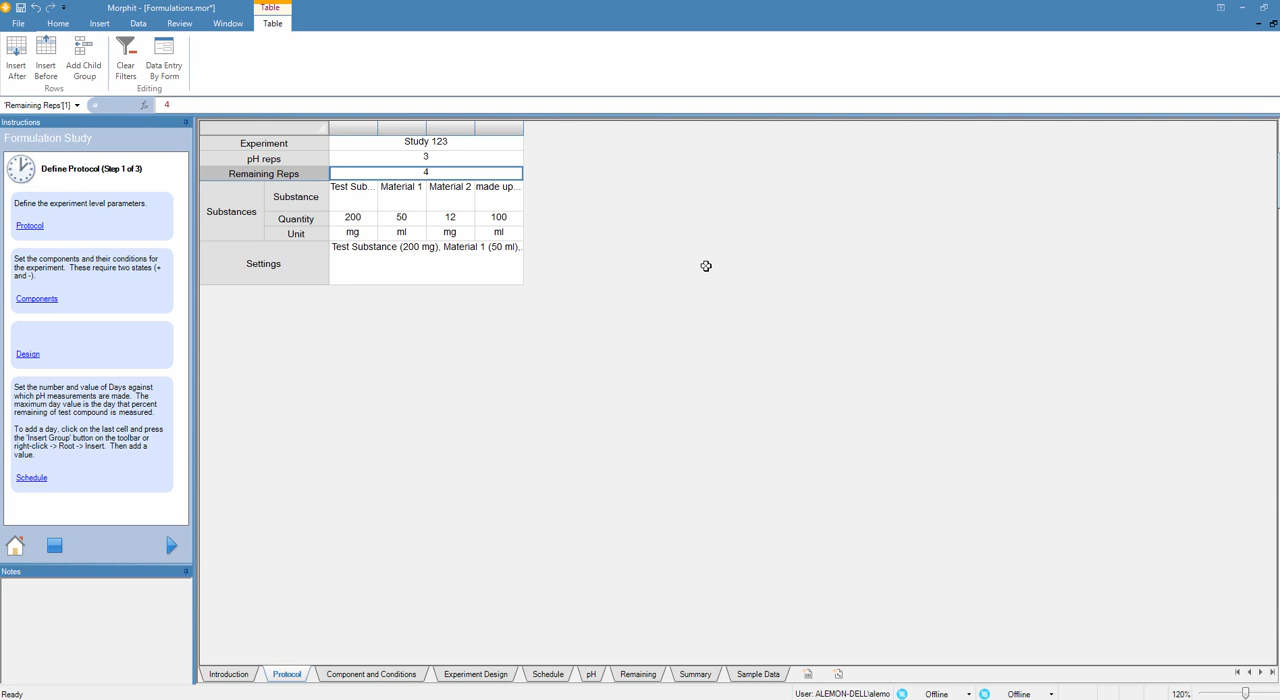 Morphit - [Formulations.mor*]
Table
File
Home
Insert
Data
Review
Window
Table
Insert
After
Insert
Before
Add Child
Group
Clear
Filters
Data Entry
By Form
Rows
Editing
'Remaining Reps'[1]
fx
4
Instructions
Formulation Study
Define Protocol (Step 1 of 3)
Define the experiment level parameters.
Protocol
Set the components and their conditions for
the experiment. These require two states (+
and -).
Components
Design
Set the number and value of Days against
which pH measurements are made. The
maximum day value is the day that percent
remaining of test compound is measured.
To add a day, click on the last cell and press
the 'Insert Group' button on the toolbar or
right-click -> Root -> Insert. Then add a
value.
Schedule
Notes
Experiment Study 123
pH reps 3
Remaining Reps 4
Substances
Substance Test Sub... Material 1 Material 2 made up...
Quantity 200 50 12 100
Unit mg ml mg ml
Settings Test Substance (200 mg), Material 1 (50 ml),.
Introduction
Protocol
Component and Conditions
Experiment Design
Schedule
pH
Remaining
Summary
Sample Data
Ready
User: ALEMON-DELL\alemo
Offline
Offline
120%